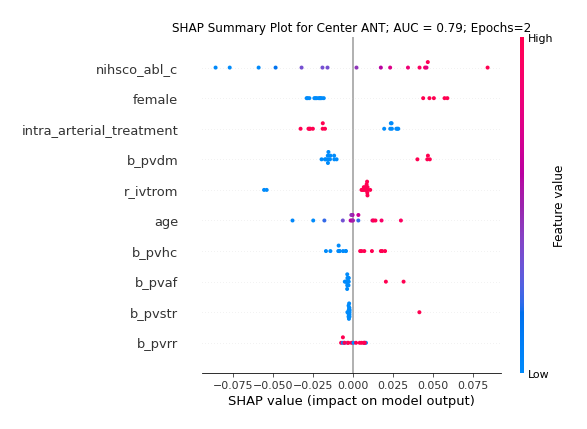 SHAP Summary Plot for Center ANT; AUC = 0.79; Epochs=2
High
nihsco_abl_c
female
intra_arterial_treatment
b_pvdm
r_ivtrom
age
b_pvhc
b_pvaf
b_pvstr
b_pvrr
Feature value
Low
−0.075 −0.050 −0.025 0.000 0.025 0.050 0.075
SHAP value (impact on model output)